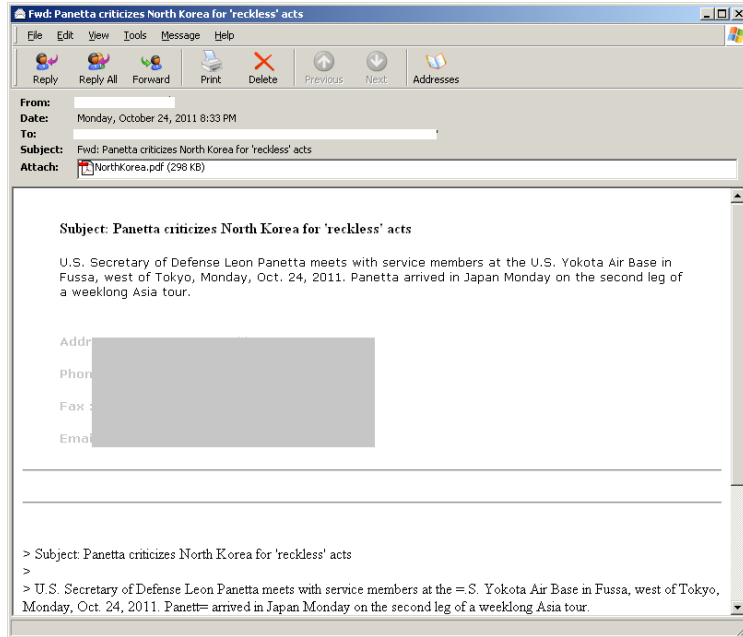 Fwd: Panetta criticizes North Korea for 'reckless' acts
File Edit View Tools Message Help
Reply Reply All Forward Print Delete Previous Next Addresses
From:
Date: Monday, October 24, 2011 8:33 PM
To:
Subject: Fwd: Panetta criticizes North Korea for 'reckless' acts
Attach: NorthKorea.pdf (298 KB)
Subject: Panetta criticizes North Korea for 'reckless' acts
U.S. Secretary of Defense Leon Panetta meets with service members at the U.S. Yokota Air Base in
Fussa, west of Tokyo, Monday, Oct. 24, 2011. Panetta arrived in Japan Monday on the second leg of
a weeklong Asia tour.
Addr
Phon
Fax :
Emai
> Subject: Panetta criticizes North Korea for 'reckless' acts
>
> U.S. Secretary of Defense Leon Panetta meets with service members at the =.S. Yokota Air Base in Fussa, west of Tokyo,
Monday, Oct. 24, 2011. Panett= arrived in Japan Monday on the second leg of a weeklong Asia tour.